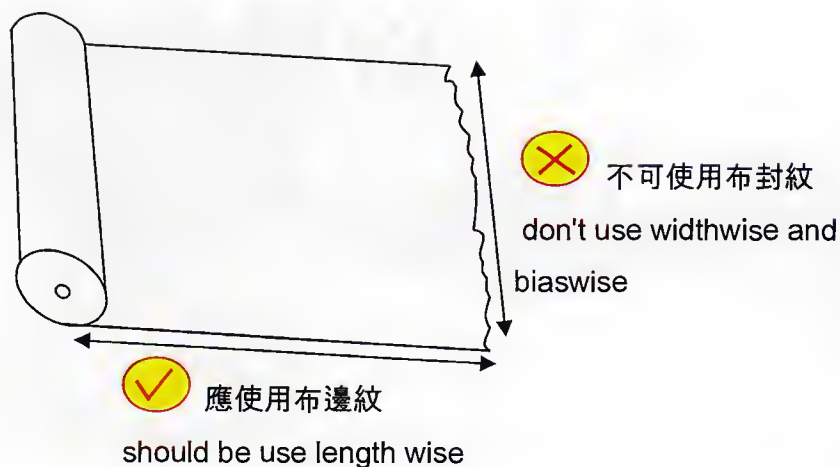 不可使用布封紋
don't use widthwise and
biaswise
應使用布邊紋
should be use length wise